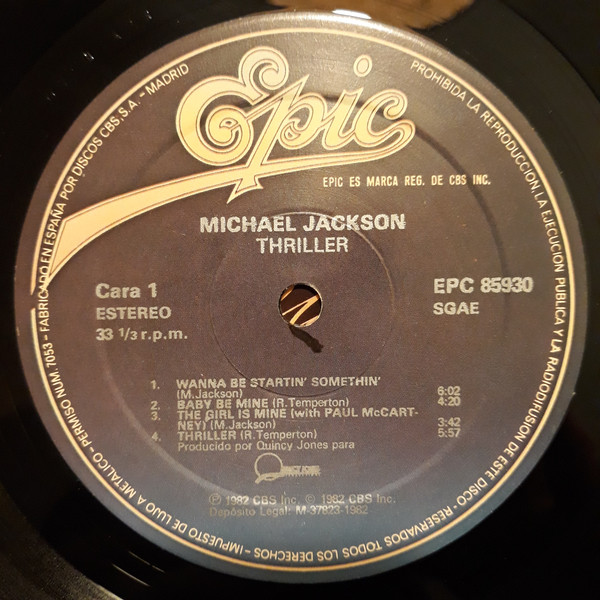 PERMISO NUM. 7053 – FABRICADO EN ESPAÑA POR DISCOS CBS, S.A. – MADRID
PROHIBIDA LA REPRODUCCION, LA EJECUCION PUBLICA Y LA RADIODIFUSION DE ESTE DISCO - RESERVADOS TODOS LOS DERECHOS - IMPUESTO DE LUJO A METALICO -
Epic
EPIC ES MARCA REG. DE CBS INC.
MICHAEL JACKSON
THRILLER
Cara 1 EPC 85930
ESTEREO SGAE
33 1/3 r.p.m.
1. WANNA BE STARTIN' SOMETHIN'
(M.Jackson) 6:02
2. BABY BE MINE (R.Temperton) 4:20
3. THE GIRL IS MINE (with PAUL McCART-
NEY) (M.Jackson) 3:42
4. THRILLER (R.Temperton) 5:57
Producido por Quincy Jones para
℗ 1982 CBS Inc. © 1982 CBS Inc.
Depósito Legal: M-37823-1982